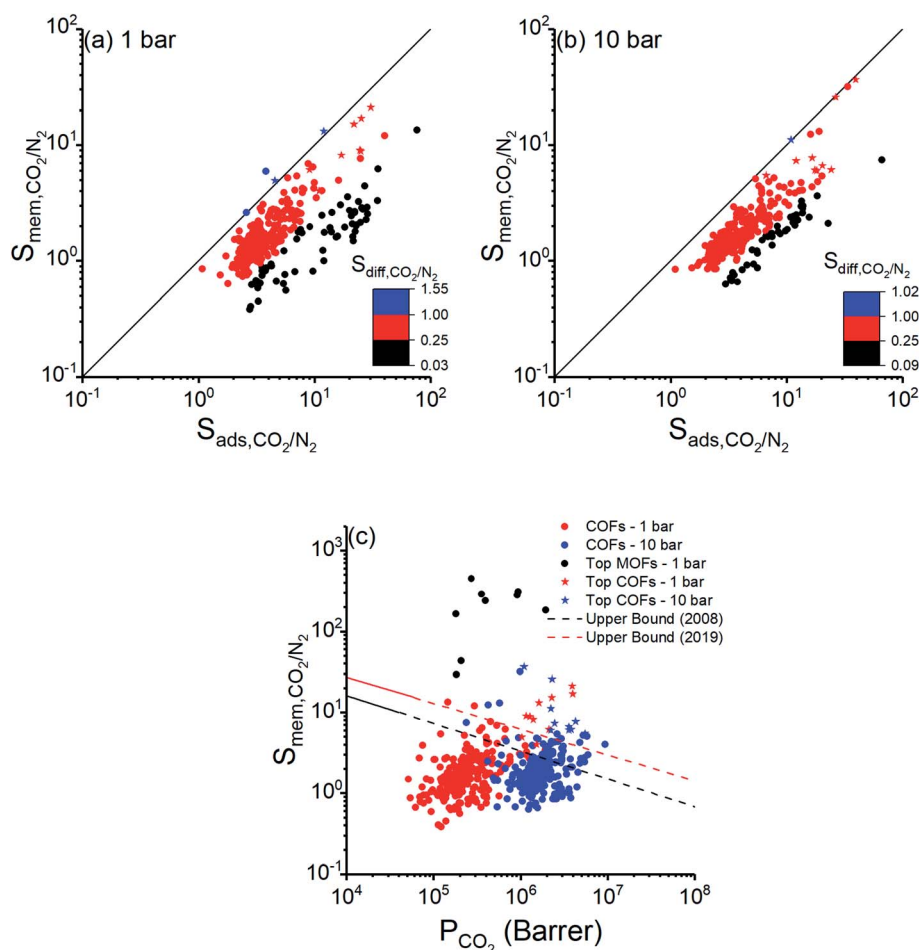 (a) 1 bar
10²
10¹
10⁰
10⁻¹
S_mem,CO₂/N₂
S_diff,CO₂/N₂
1.55
1.00
0.25
0.03
10⁻¹ 10⁰ 10¹ 10²
S_ads,CO₂/N₂
(b) 10 bar
10²
10¹
10⁰
10⁻¹
S_mem,CO₂/N₂
S_diff,CO₂/N₂
1.02
1.00
0.25
0.09
10⁻¹ 10⁰ 10¹ 10²
S_ads,CO₂/N₂
(c)
10³
10²
10¹
10⁰
10⁻¹
S_mem,CO₂/N₂
COFs - 1 bar
COFs - 10 bar
Top MOFs - 1 bar
Top COFs - 1 bar
Top COFs - 10 bar
Upper Bound (2008)
Upper Bound (2019)
10⁴ 10⁵ 10⁶ 10⁷ 10⁸
P_CO₂ (Barrer)